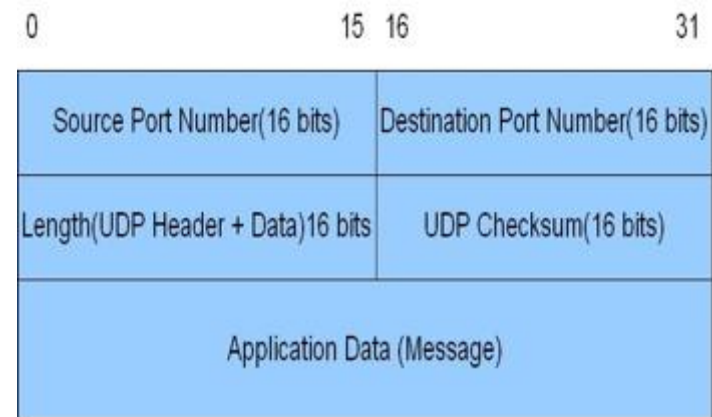 0 15 16 31
Source Port Number(16 bits) Destination Port Number(16 bits)
Length(UDP Header + Data)16 bits UDP Checksum(16 bits)
Application Data (Message)